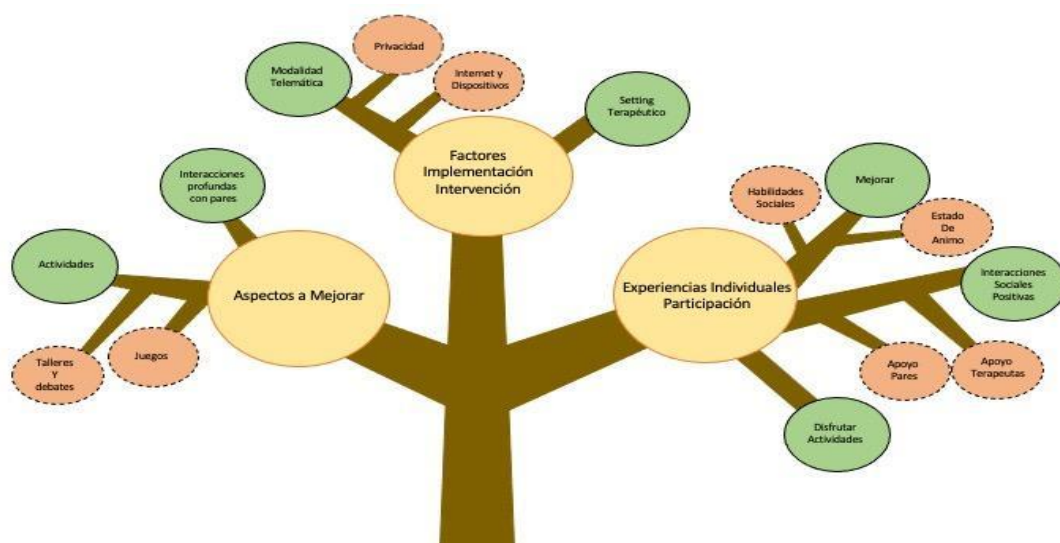 Privacidad
Modalidad
Telemática
Internet y
Dispositivos
Setting
Terapéutico
Factores
Implementación
Intervención
Interacciones
profundas
con pares
Actividades
Aspectos a Mejorar
Talleres
Y
debates
Juegos
Habilidades
Sociales
Mejorar
Estado
De
Animo
Experiencias Individuales
Participación
Interacciones
Sociales
Positivas
Apoyo
Pares
Apoyo
Terapeutas
Disfrutar
Actividades